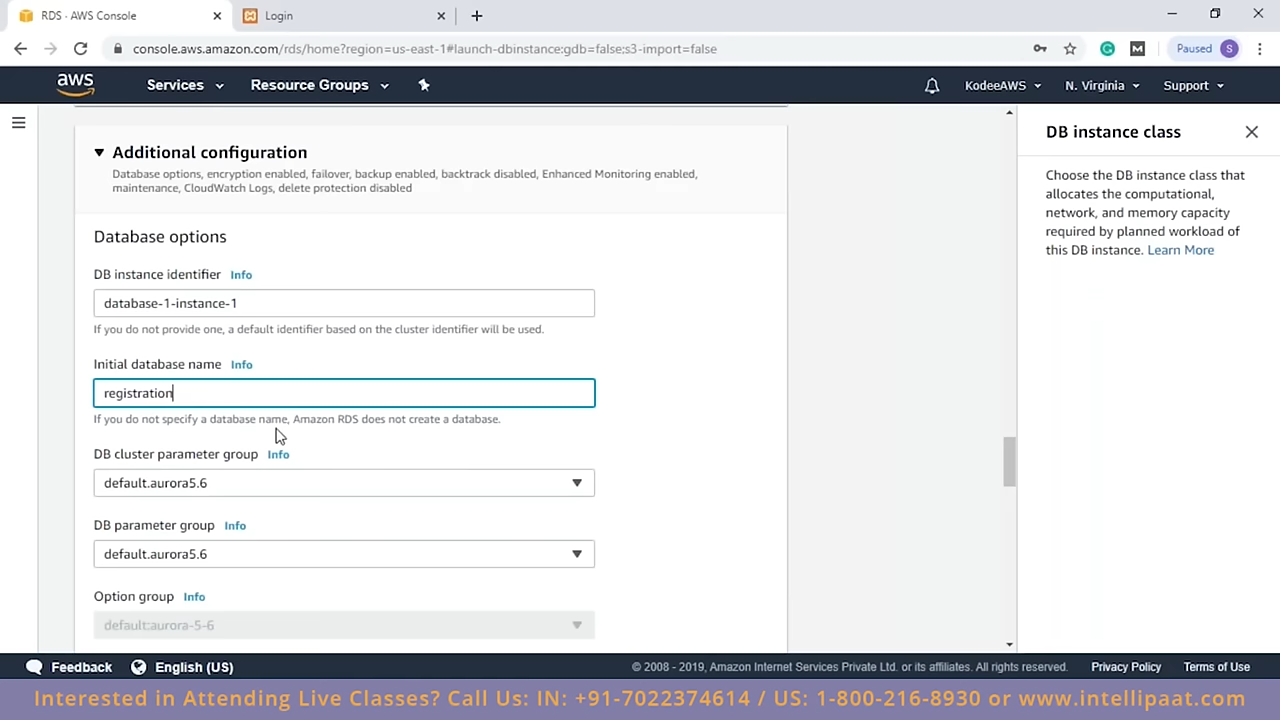 RDS · AWS Console
Login
console.aws.amazon.com/rds/home?region=us-east-1#launch-dbinstance:gdb=false;s3-import=false
Paused
S
aws
Services
Resource Groups
KodeeAWS
N. Virginia
Support
Additional configuration
Database options, encryption enabled, failover, backup enabled, backtrack disabled, Enhanced Monitoring enabled,
maintenance, CloudWatch Logs, delete protection disabled
Database options
DB instance identifier Info
database-1-instance-1
If you do not provide one, a default identifier based on the cluster identifier will be used.
Initial database name Info
registration
If you do not specify a database name, Amazon RDS does not create a database.
DB cluster parameter group Info
default.aurora5.6
DB parameter group Info
default.aurora5.6
Option group Info
default:aurora-5-6
DB instance class
Choose the DB instance class that
allocates the computational,
network, and memory capacity
required by planned workload of
this DB instance. Learn More
Feedback
English (US)
© 2008 - 2019, Amazon Internet Services Private Ltd. or its affiliates. All rights reserved.
Privacy Policy
Terms of Use
Interested in Attending Live Classes? Call Us: IN: +91-7022374614 / US: 1-800-216-8930 or www.intellipaat.com